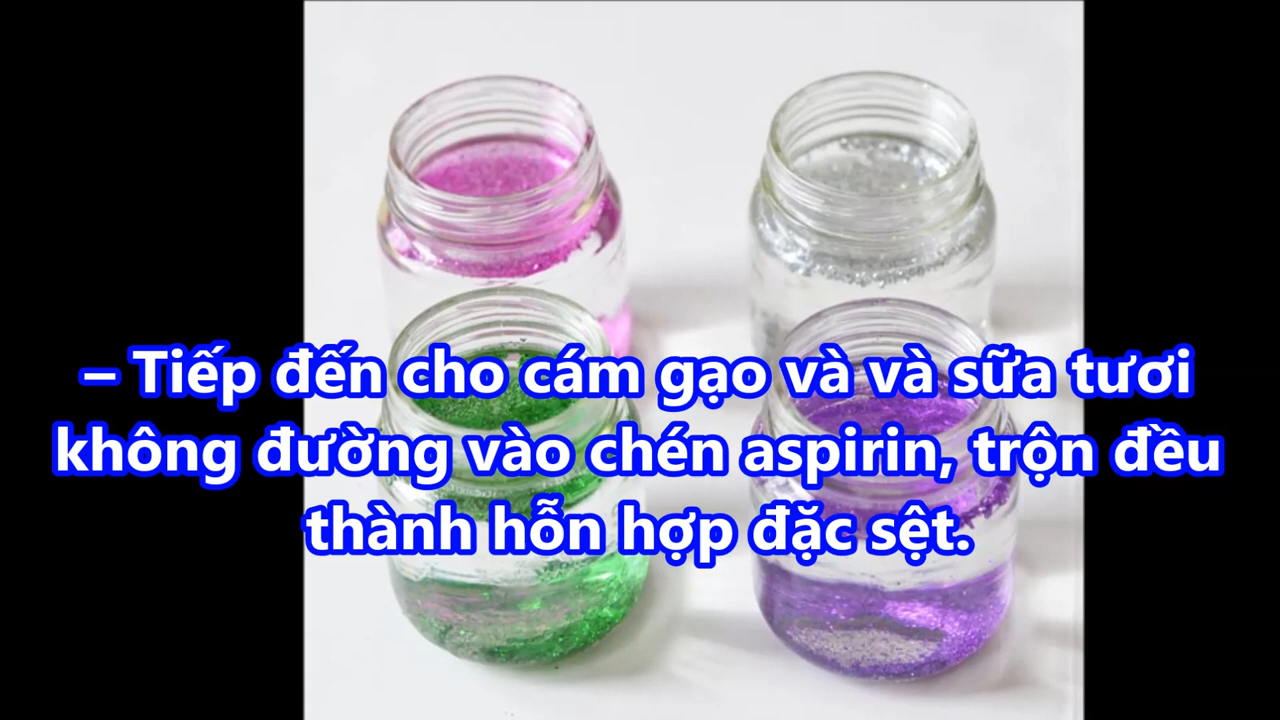 – Tiếp đến cho cám gạo và và sữa tươi
không đường vào chén aspirin, trộn đều
thành hỗn hợp đặc sệt.